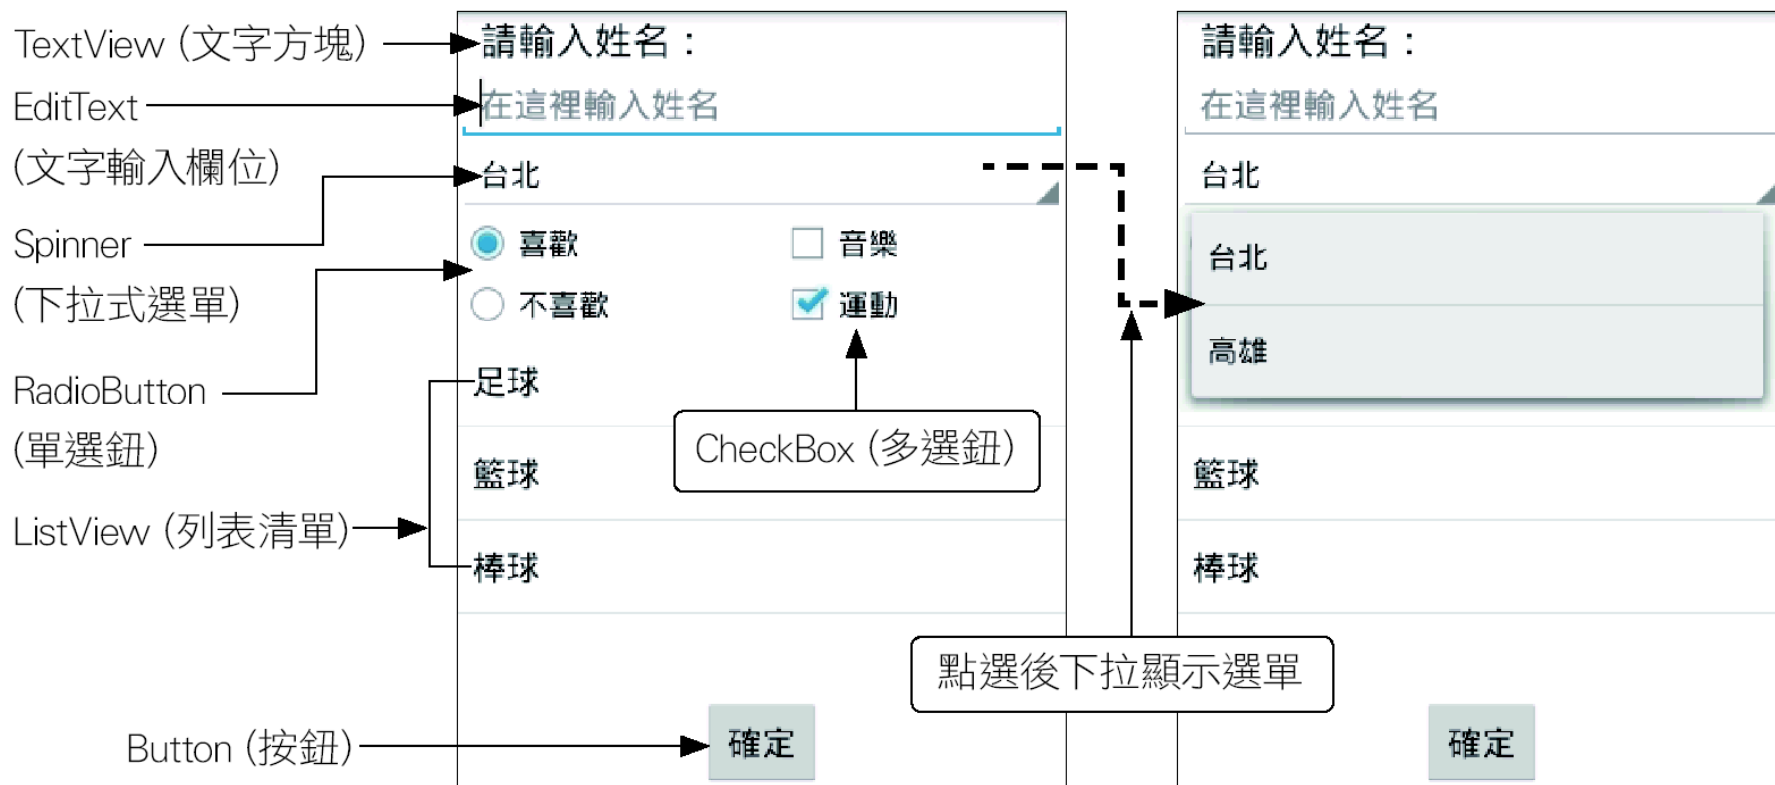 TextView (文字方塊)
EditText
(文字輸入欄位)
Spinner
(下拉式選單)
RadioButton
(單選鈕)
ListView (列表清單)
Button (按鈕)
請輸入姓名：
在這裡輸入姓名
台北
喜歡 音樂
不喜歡 運動
足球
CheckBox (多選鈕)
籃球
棒球
點選後下拉顯示選單
確定
請輸入姓名：
在這裡輸入姓名
台北
台北
高雄
籃球
棒球
確定